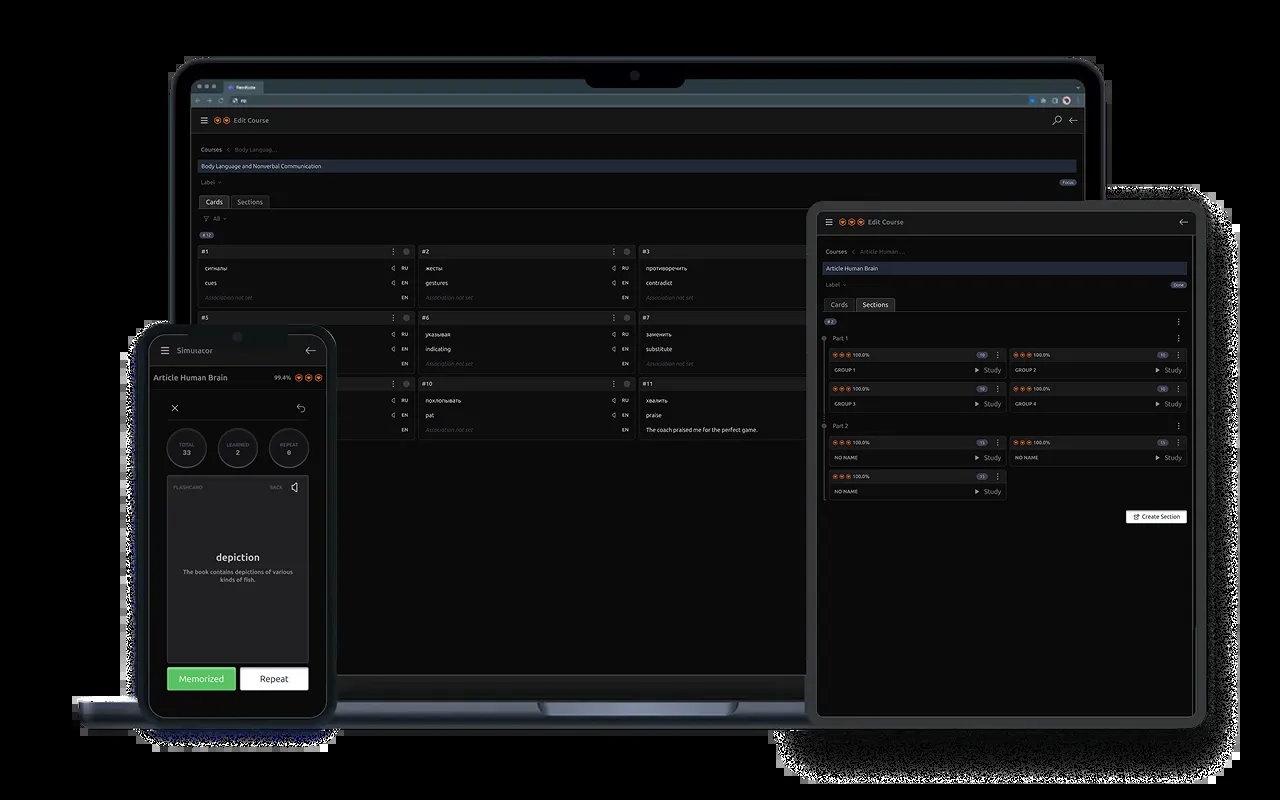 Edit Course
Courses < Body Languag...
Body Language and Nonverbal Communication
Label
Focus
Cards Sections
All
# 12
#1
сигналы RU
cues EN
Association not set EN
#2
жесты RU
gestures EN
Association not set EN
#3
противоречить
contradict
Association not set
#5
RU
EN
EN
#6
указывая RU
indicating EN
Association not set EN
#7
заменить
substitute
Association not set
RU
EN
EN
#10
похлопывать RU
pat EN
Association not set EN
#11
хвалить
praise
The coach praised me for the perfect game.
Simulator
Article Human Brain 99.4%
TOTAL
33
LEARNED
2
REPEAT
0
FLASHCARD BACK
depiction
The book contains depictions of various
kinds of fish.
Memorized Repeat
Edit Course
Courses < Article Human ...
Article Human Brain
Label
Done
Cards Sections
# 2
Part 1
100.0% 10
GROUP 1 Study
100.0% 10
GROUP 2 Study
100.0% 10
GROUP 3 Study
100.0% 10
GROUP 4 Study
Part 2
100.0% 15
NO NAME Study
100.0% 15
NO NAME Study
100.0% 15
NO NAME Study
Create Section